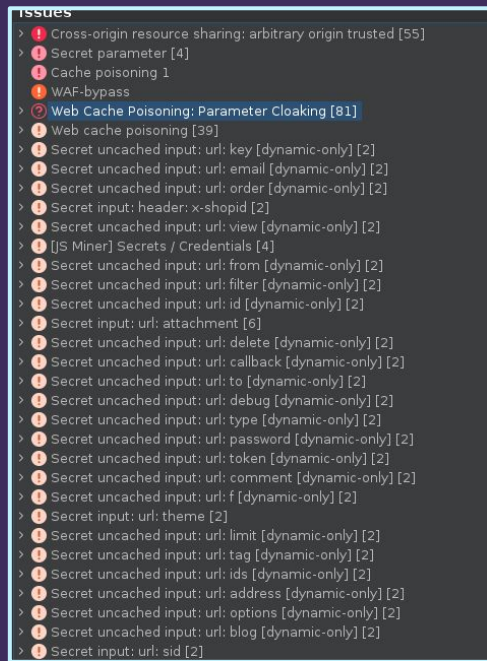 Issues
Cross-origin resource sharing: arbitrary origin trusted [55]
Secret parameter [4]
Cache poisoning 1
WAF-bypass
Web Cache Poisoning: Parameter Cloaking [81]
Web cache poisoning [39]
Secret uncached input: url: key [dynamic-only] [2]
Secret uncached input: url: email [dynamic-only] [2]
Secret uncached input: url: order [dynamic-only] [2]
Secret input: header: x-shopid [2]
Secret uncached input: url: view [dynamic-only] [2]
[JS Miner] Secrets / Credentials [4]
Secret uncached input: url: from [dynamic-only] [2]
Secret uncached input: url: filter [dynamic-only] [2]
Secret uncached input: url: id [dynamic-only] [2]
Secret input: url: attachment [6]
Secret uncached input: url: delete [dynamic-only] [2]
Secret uncached input: url: callback [dynamic-only] [2]
Secret uncached input: url: to [dynamic-only] [2]
Secret uncached input: url: debug [dynamic-only] [2]
Secret uncached input: url: type [dynamic-only] [2]
Secret uncached input: url: password [dynamic-only] [2]
Secret uncached input: url: token [dynamic-only] [2]
Secret uncached input: url: comment [dynamic-only] [2]
Secret uncached input: url: f [dynamic-only] [2]
Secret input: url: theme [2]
Secret uncached input: url: limit [dynamic-only] [2]
Secret uncached input: url: tag [dynamic-only] [2]
Secret uncached input: url: ids [dynamic-only] [2]
Secret uncached input: url: address [dynamic-only] [2]
Secret uncached input: url: options [dynamic-only] [2]
Secret uncached input: url: blog [dynamic-only] [2]
Secret input: url: sid [2]